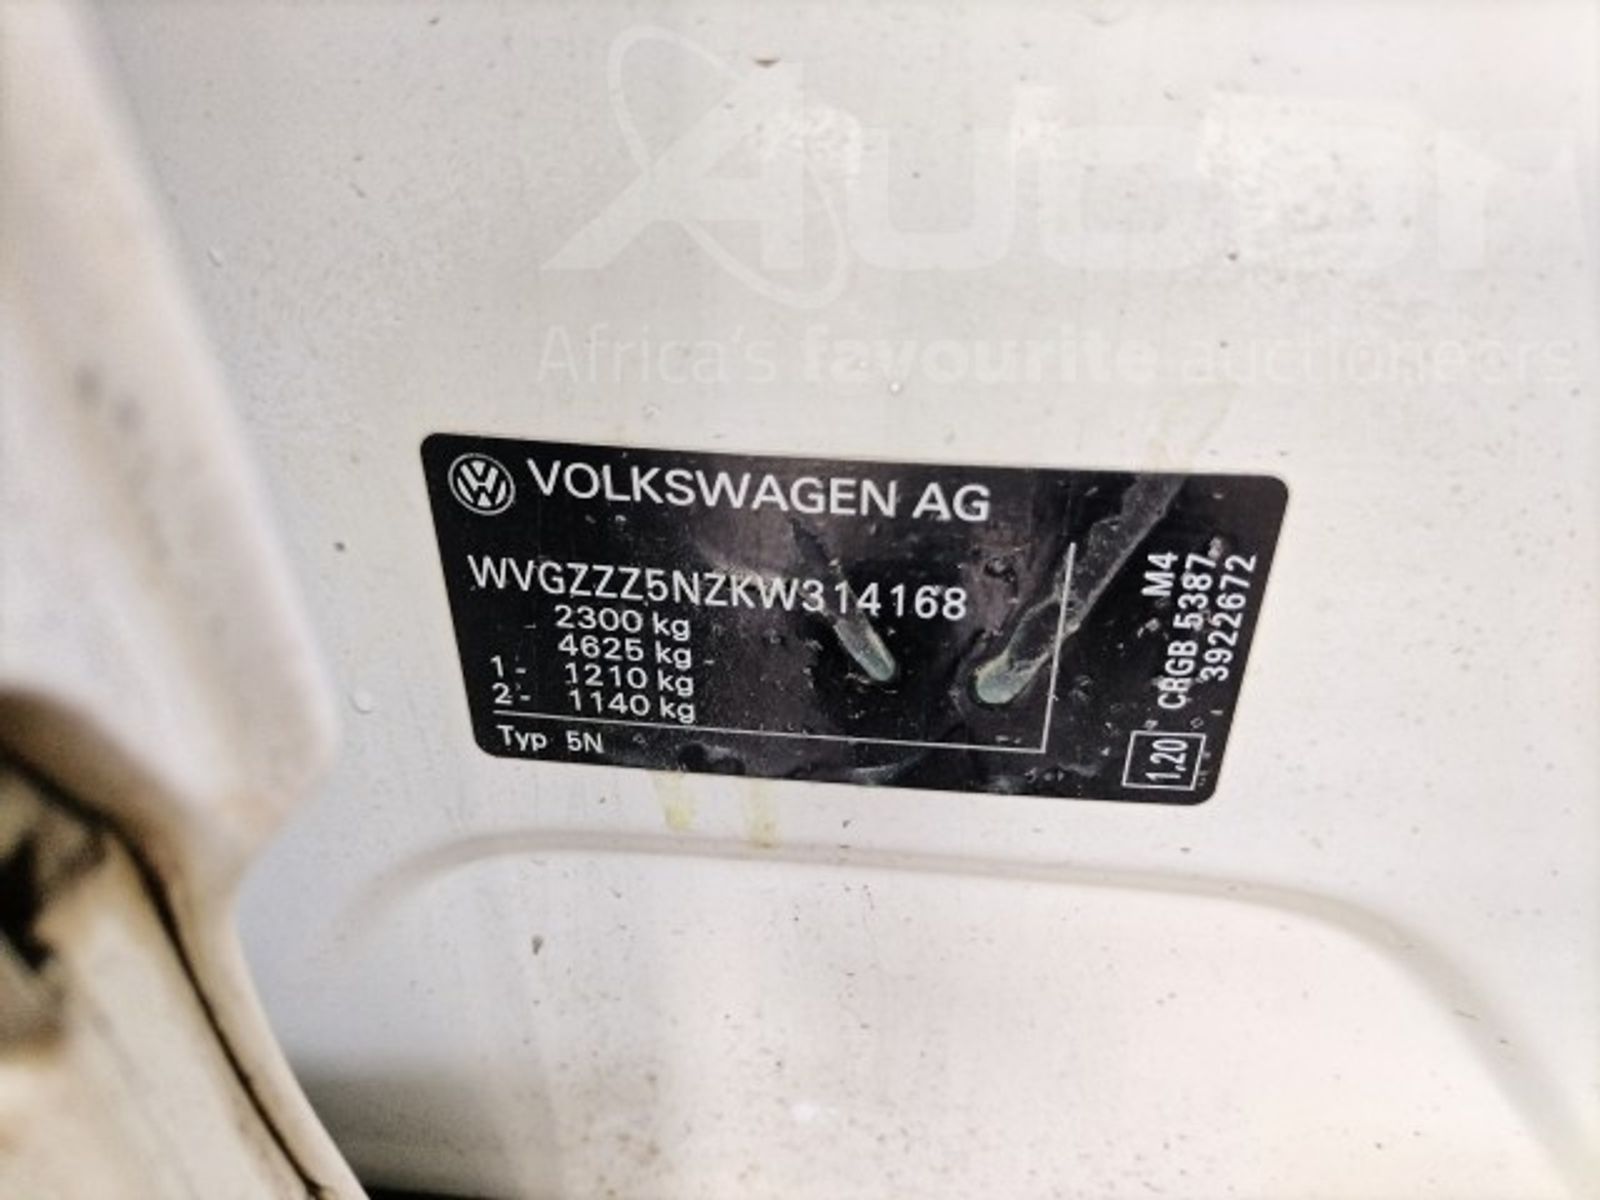 Aucor
Africa's favourite auctioneers
VOLKSWAGEN AG
WVGZZZ5NZKW314168
2300 kg
4625 kg
1- 1210 kg
2- 1140 kg
Typ 5N
M4
CRGB 5387
3922672
1,20